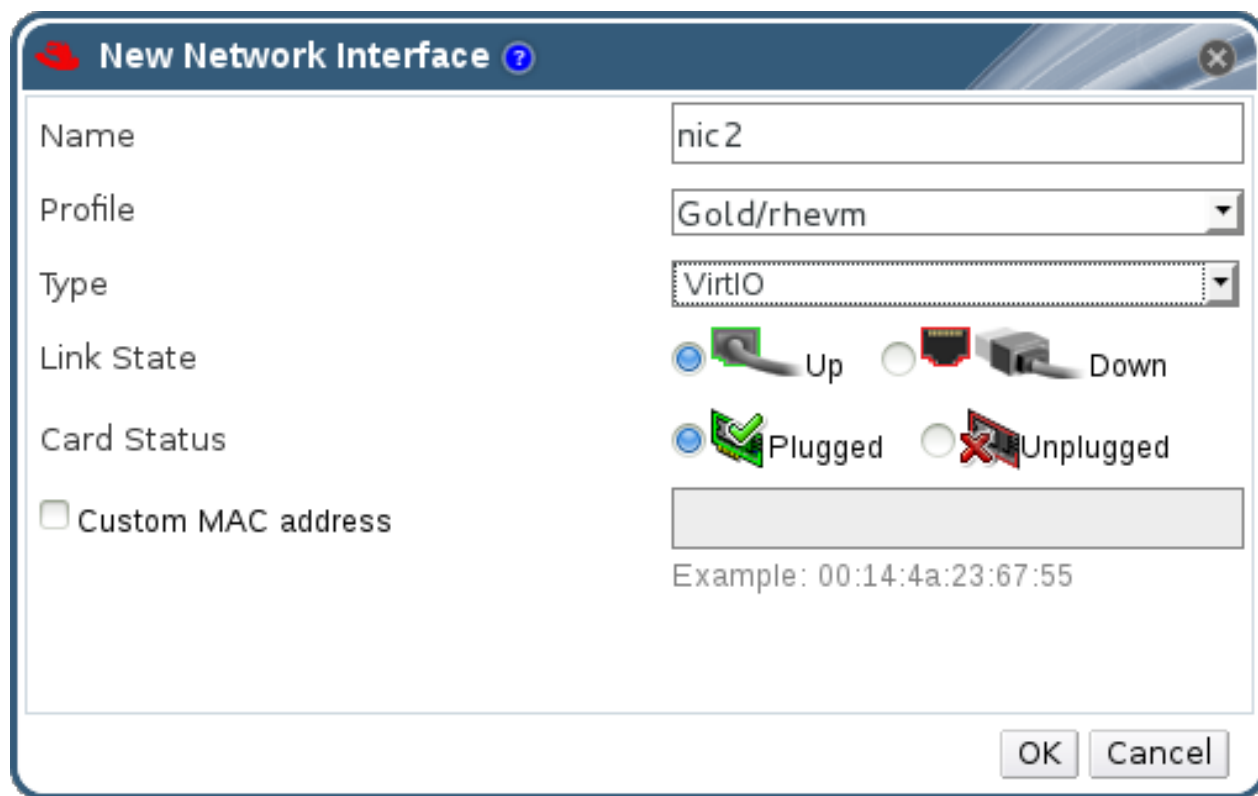 New Network Interface ?
Name
nic2
Profile
Gold/rhevm
Type
VirtIO
Link State
Up
Down
Card Status
Plugged
Unplugged
Custom MAC address
Example: 00:14:4a:23:67:55
OK
Cancel